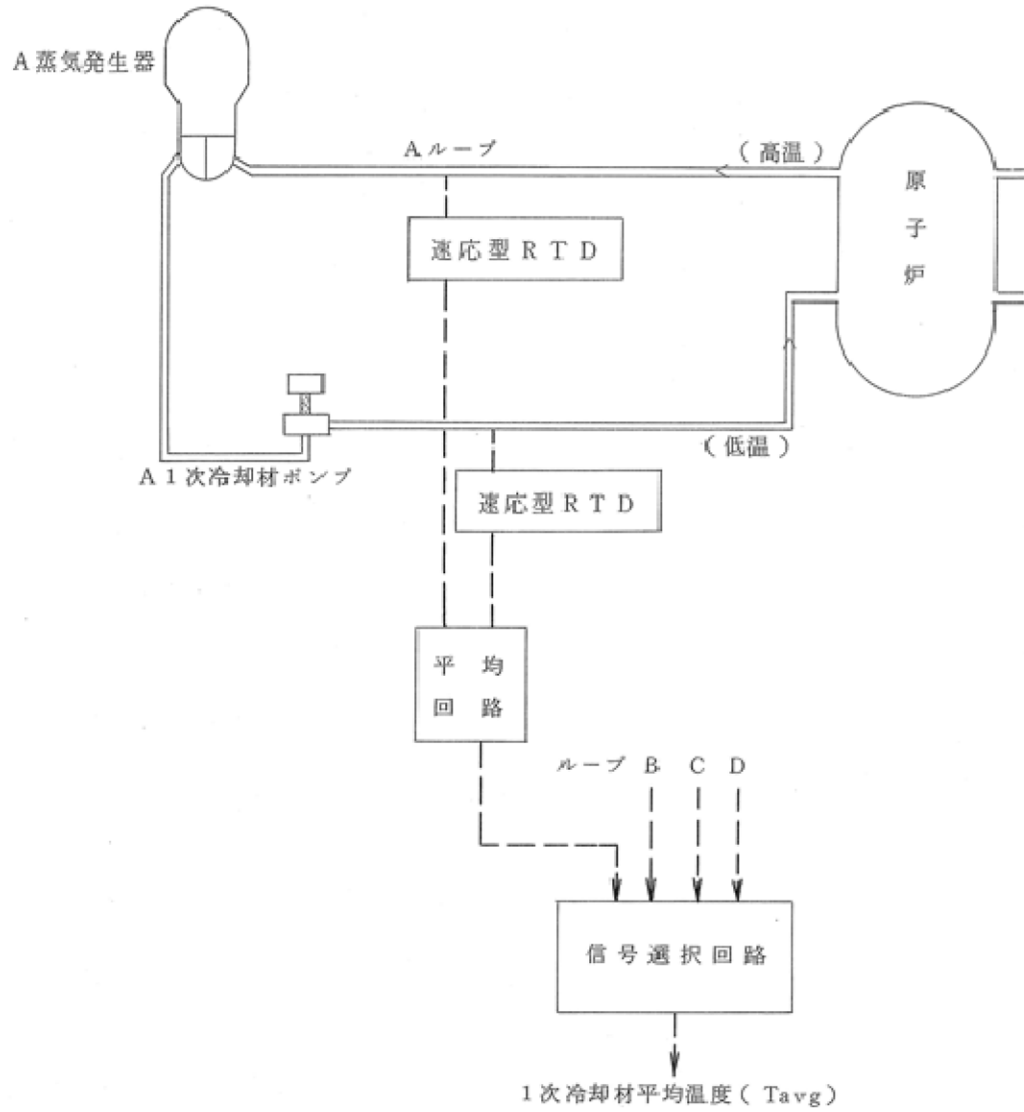 A蒸気発生器
Aループ
(高温)
原
子
炉
速応型RTD
(低温)
A1次冷却材ポンプ
速応型RTD
平均
回路
ループ B C D
信号選択回路
1次冷却材平均温度(Tavg)